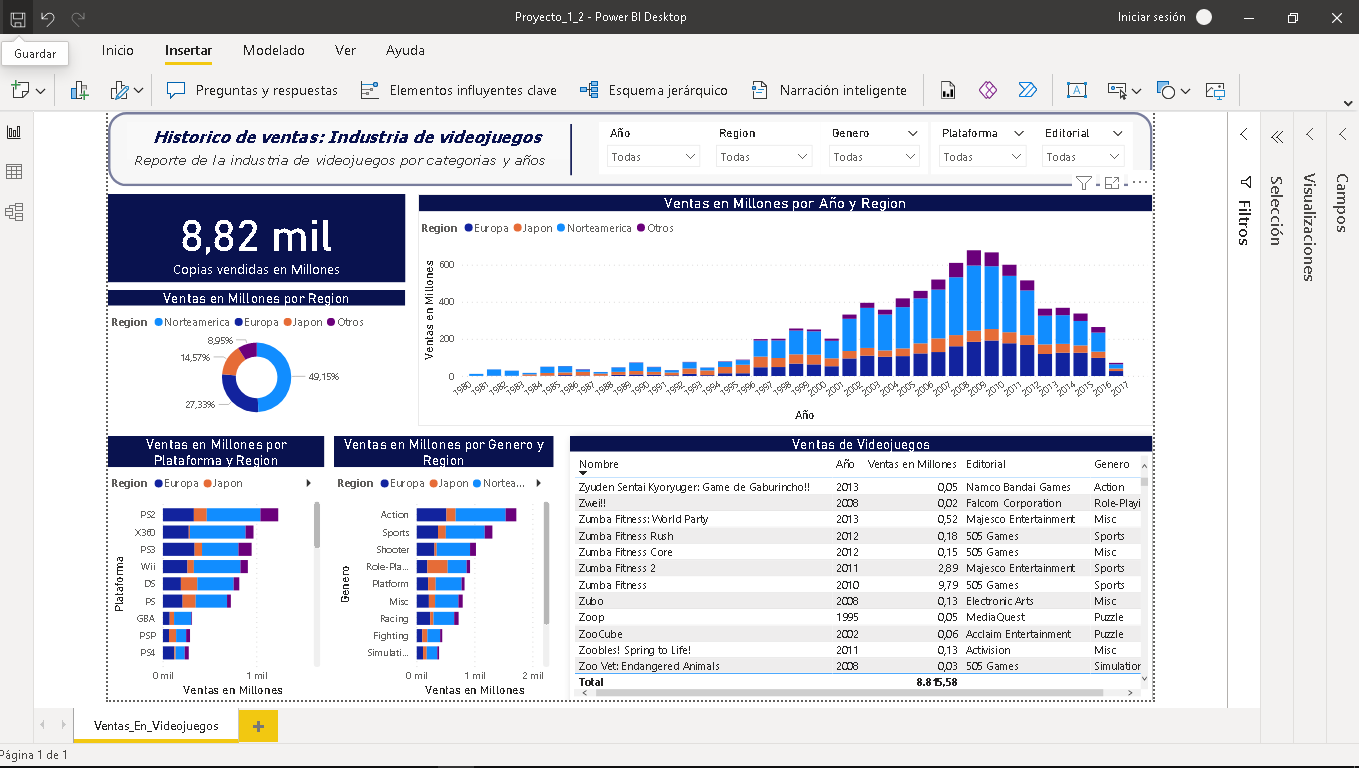 Proyecto_1_2 - Power BI Desktop
Iniciar sesión
Guardar
Inicio
Insertar
Modelado
Ver
Ayuda
Preguntas y respuestas
Elementos influyentes clave
Esquema jerárquico
Narración inteligente
Historico de ventas: Industria de videojuegos
Reporte de la industria de videojuegos por categorias y años
Año
Todas
Region
Todas
Genero
Todas
Plataforma
Todas
Editorial
Todas
Filtros
Selección
Visualizaciones
Campos
8,82 mil
Copias vendidas en Millones
Ventas en Millones por Region
Region Norteamerica Europa Japon Otros
8,95%
14,57%
49,15%
27,33%
Ventas en Millones por Año y Region
Region Europa Japon Norteamerica Otros
Ventas en Millones
600
400
200
0
1980 1981 1982 1983 1984 1985 1986 1987 1988 1989 1990 1991 1992 1993 1994 1995 1996 1997 1998 1999 2000 2001 2002 2003 2004 2005 2006 2007 2008 2009 2010 2011 2012 2013 2014 2015 2016 2017
Año
Ventas en Millones por
Plataforma y Region
Region Europa Japon
Plataforma
PS2
X360
PS3
Wii
DS
PS
GBA
PSP
PS4
0 mil 1 mil
Ventas en Millones
Ventas en Millones por Genero y
Region
Region Europa Japon Nortea...
Genero
Action
Sports
Shooter
Role-Pla...
Platform
Misc
Racing
Fighting
Simulati...
0 mil 1 mil 2 mil
Ventas en Millones
Ventas de Videojuegos
Nombre Año Ventas en Millones Editorial Genero
Zyuden Sentai Kyoryuger: Game de Gaburincho!! 2013 0,05 Namco Bandai Games Action
Zwei!! 2008 0,02 Falcom Corporation Role-Playi
Zumba Fitness: World Party 2013 0,52 Majesco Entertainment Misc
Zumba Fitness Rush 2012 0,18 505 Games Sports
Zumba Fitness Core 2012 0,15 505 Games Misc
Zumba Fitness 2 2011 2,89 Majesco Entertainment Sports
Zumba Fitness 2010 9,79 505 Games Sports
Zubo 2008 0,13 Electronic Arts Misc
Zoop 1995 0,05 MediaQuest Puzzle
ZooCube 2002 0,06 Acclaim Entertainment Puzzle
Zoobles! Spring to Life! 2011 0,13 Activision Misc
Zoo Vet: Endangered Animals 2008 0,03 505 Games Simulation
Total 8.815,58
Ventas_En_Videojuegos
Página 1 de 1